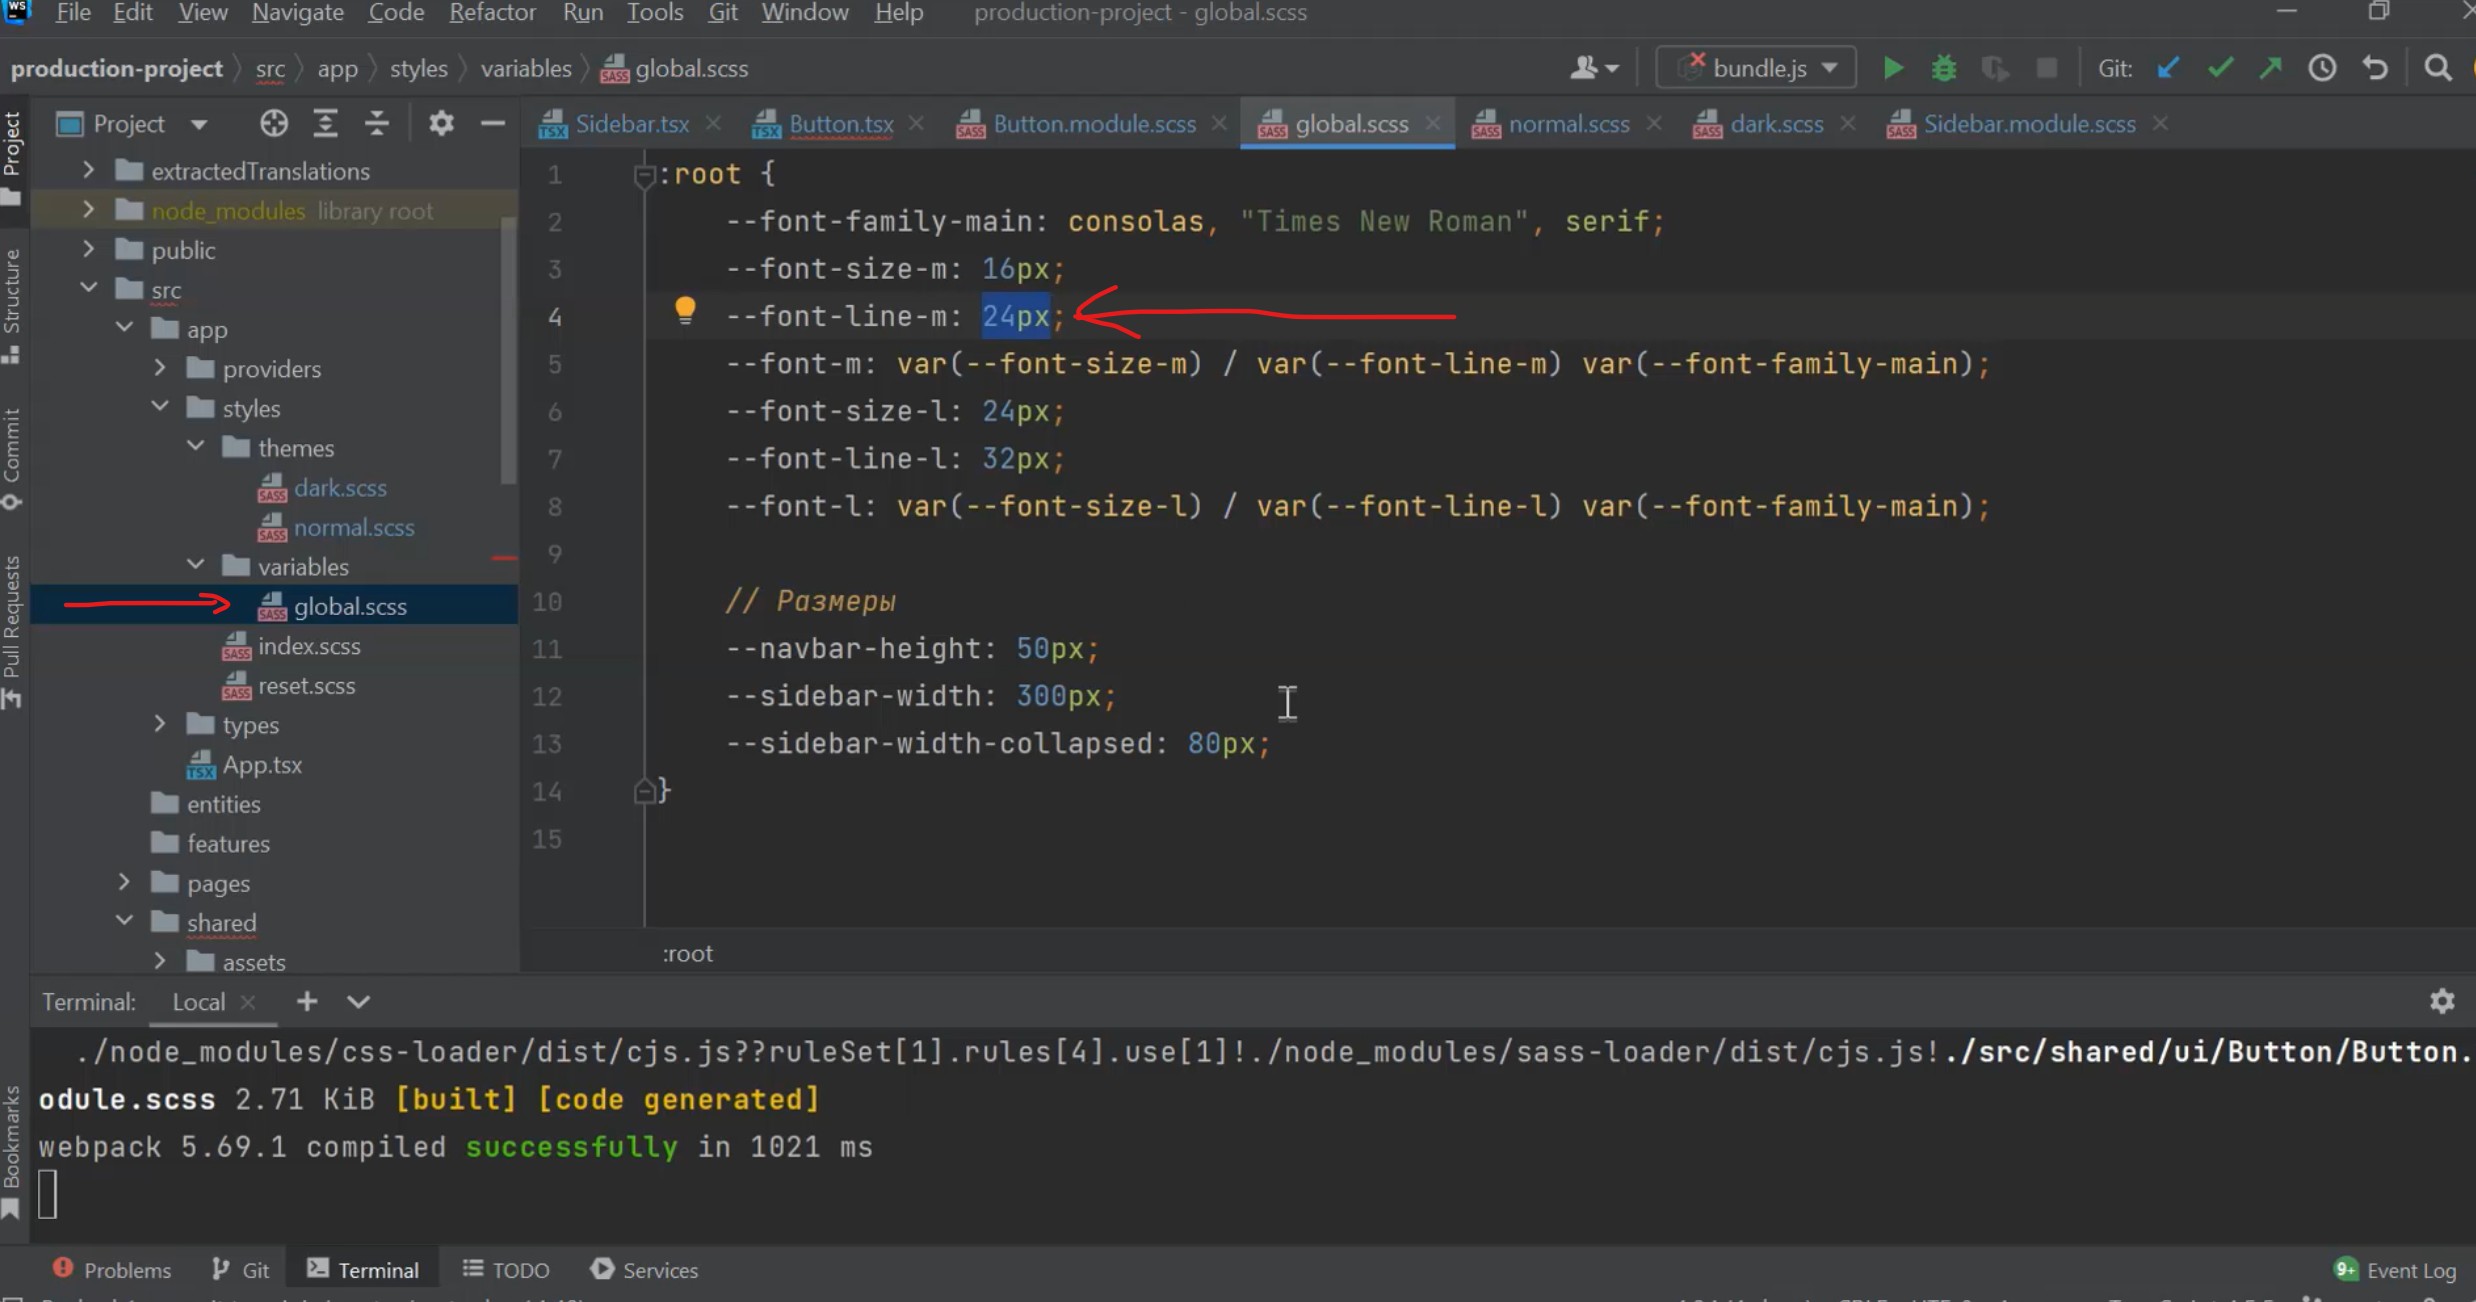 WS File Edit View Navigate Code Refactor Run Tools Git Window Help production-project - global.scss
production-project src app styles variables global.scss bundle.js Git:
Project Sidebar.tsx Button.tsx Button.module.scss global.scss normal.scss dark.scss Sidebar.module.scss
Project
Structure
Commit
Pull Requests
Bookmarks
extractedTranslations
node_modules library root
public
src
app
providers
styles
themes
dark.scss
normal.scss
variables
global.scss
index.scss
reset.scss
types
App.tsx
entities
features
pages
shared
assets
1 :root {
2 --font-family-main: consolas, "Times New Roman", serif;
3 --font-size-m: 16px;
4 --font-line-m: 24px;
5 --font-m: var(--font-size-m) / var(--font-line-m) var(--font-family-main);
6 --font-size-l: 24px;
7 --font-line-l: 32px;
8 --font-l: var(--font-size-l) / var(--font-line-l) var(--font-family-main);
9
10 // Размеры
11 --navbar-height: 50px;
12 --sidebar-width: 300px;
13 --sidebar-width-collapsed: 80px;
14 }
15
:root
Terminal: Local
./node_modules/css-loader/dist/cjs.js??ruleSet[1].rules[4].use[1]!./node_modules/sass-loader/dist/cjs.js!./src/shared/ui/Button/Button.
odule.scss 2.71 KiB [built] [code generated]
webpack 5.69.1 compiled successfully in 1021 ms
Problems Git Terminal TODO Services 9+ Event Log